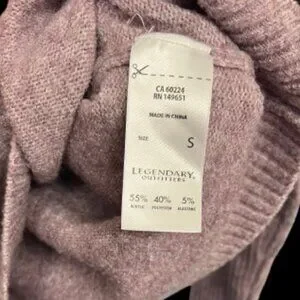 CA 60224
RN 149651
MADE IN CHINA
SIZE: S
LEGENDARY
OUTFITTERS
55% 40% 5%
ACRYLIC POLYESTER ELASTANE